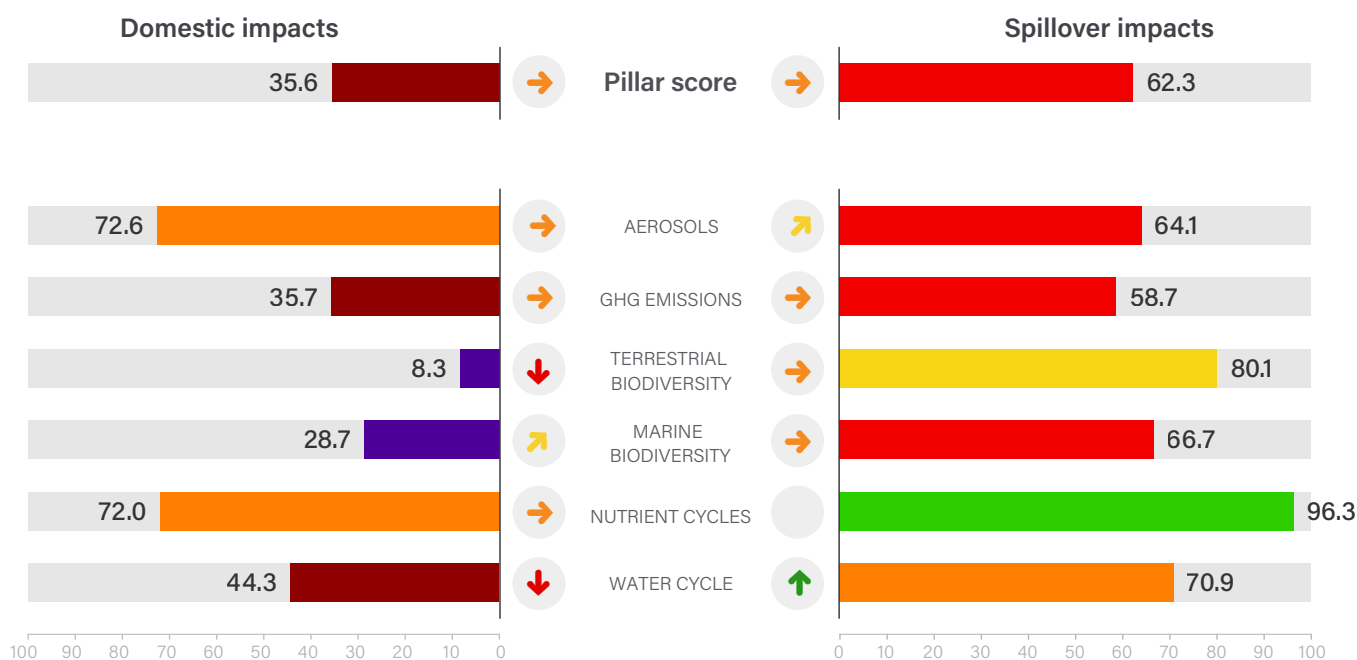 Domestic impacts
Spillover impacts
35.6
Pillar score
62.3
72.6
AEROSOLS
64.1
35.7
GHG EMISSIONS
58.7
8.3
TERRESTRIAL
BIODIVERSITY
80.1
28.7
MARINE
BIODIVERSITY
66.7
72.0
NUTRIENT CYCLES
96.3
44.3
WATER CYCLE
70.9
100 90 80 70 60 50 40 30 20 10 0
0 10 20 30 40 50 60 70 80 90 100